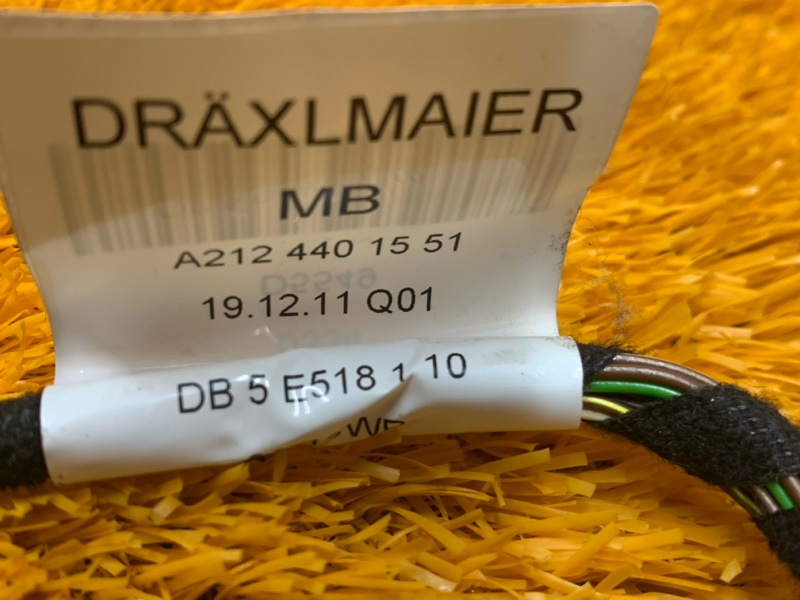 DRÄXLMAIER
MB
A212 440 15 51
19.12.11 Q01
DB 5 E518 1 10